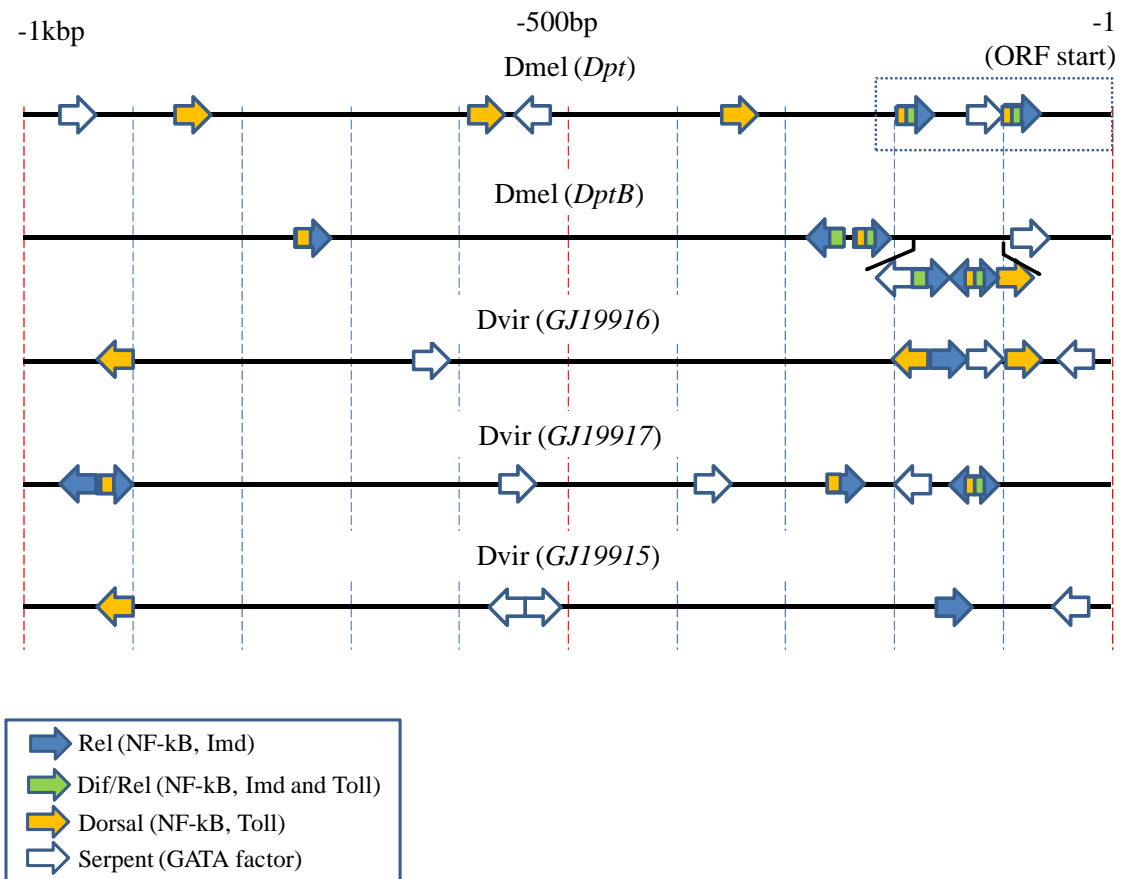 -1kbp
-500bp
-1
(ORF start)
Dmel (Dpt)
Dmel (DptB)
Dvir (GJ19916)
Dvir (GJ19917)
Dvir (GJ19915)
Rel (NF-kB, Imd)
Dif/Rel (NF-kB, Imd and Toll)
Dorsal (NF-kB, Toll)
Serpent (GATA factor)